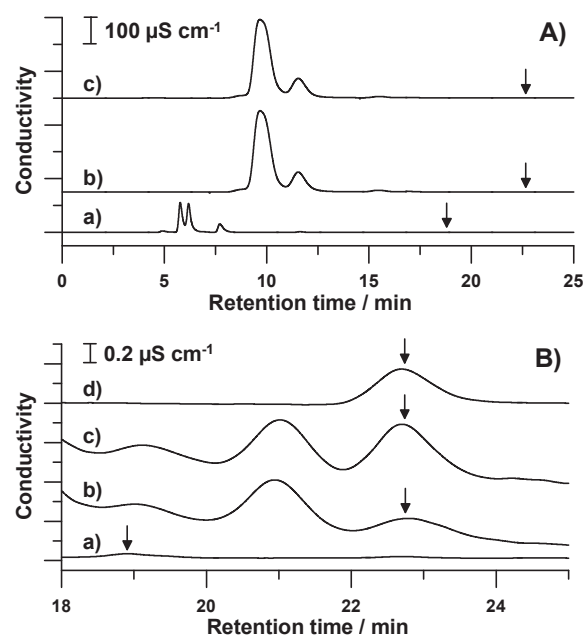 100 µS cm-1
A)
c)
b)
a)
Conductivity
0 5 10 15 20 25
Retention time / min
0.2 µS cm-1
B)
d)
c)
b)
a)
Conductivity
18 20 22 24
Retention time / min